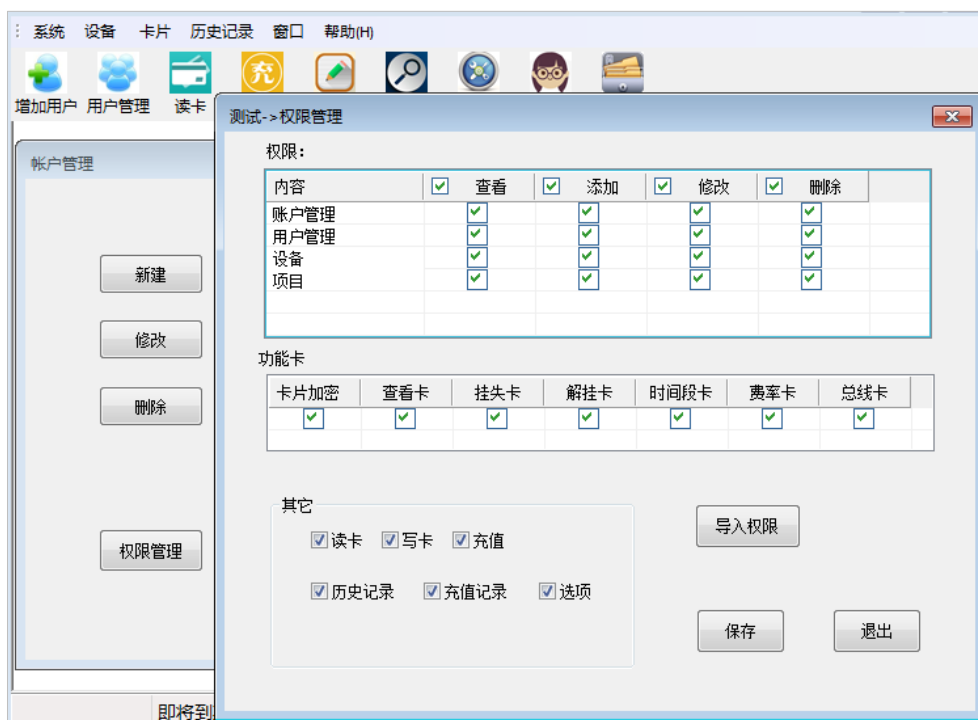 系统 设备 卡片 历史记录 窗口 帮助(H)
充
增加用户 用户管理 读卡
测试->权限管理
帐户管理
权限：
内容 查看 添加 修改 删除
账户管理
用户管理
设备
项目
新建
修改
删除
权限管理
功能卡
卡片加密 查看卡 挂失卡 解挂卡 时间段卡 费率卡 总线卡
其它
读卡 写卡 充值
历史记录 充值记录 选项
导入权限
保存 退出
即将到